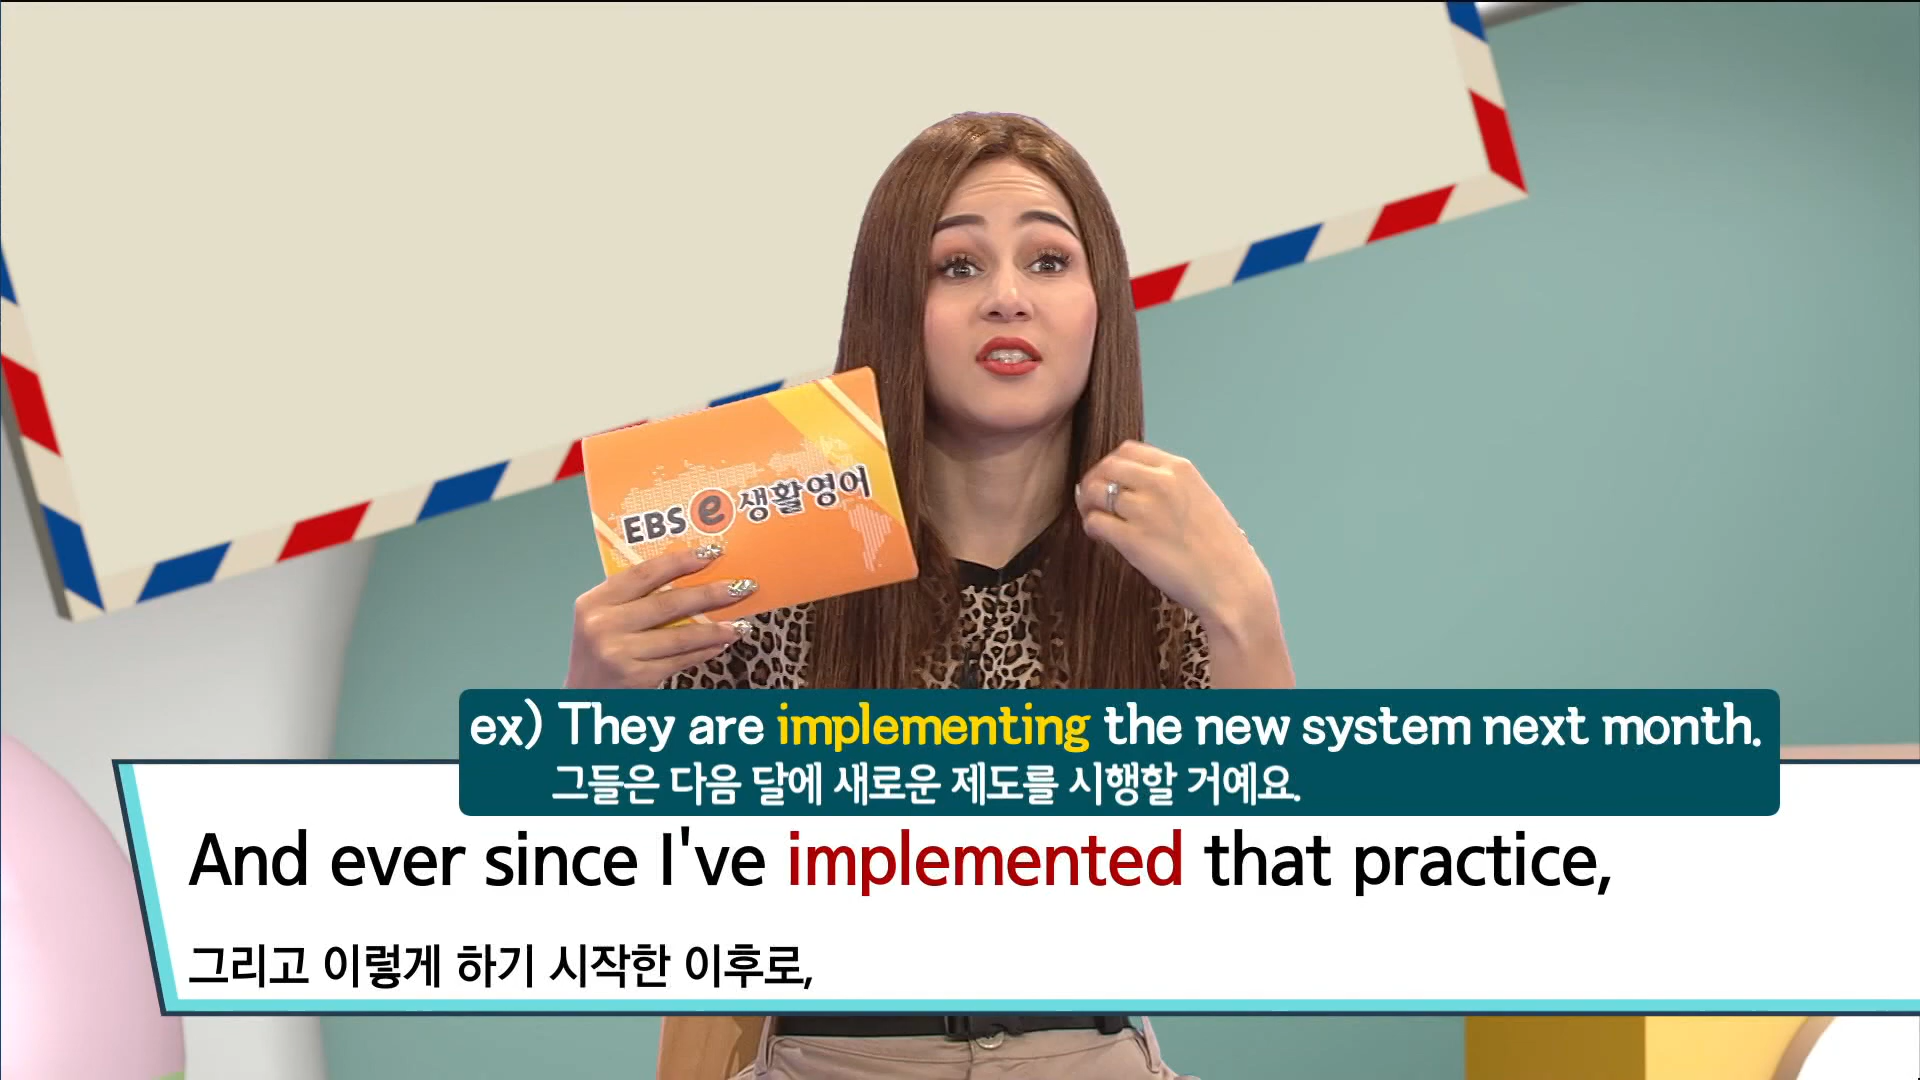 EBS e 생활영어
ex) They are implementing the new system next month.
그들은 다음 달에 새로운 제도를 시행할 거예요.
And ever since I've implemented that practice,
그리고 이렇게 하기 시작한 이후로,